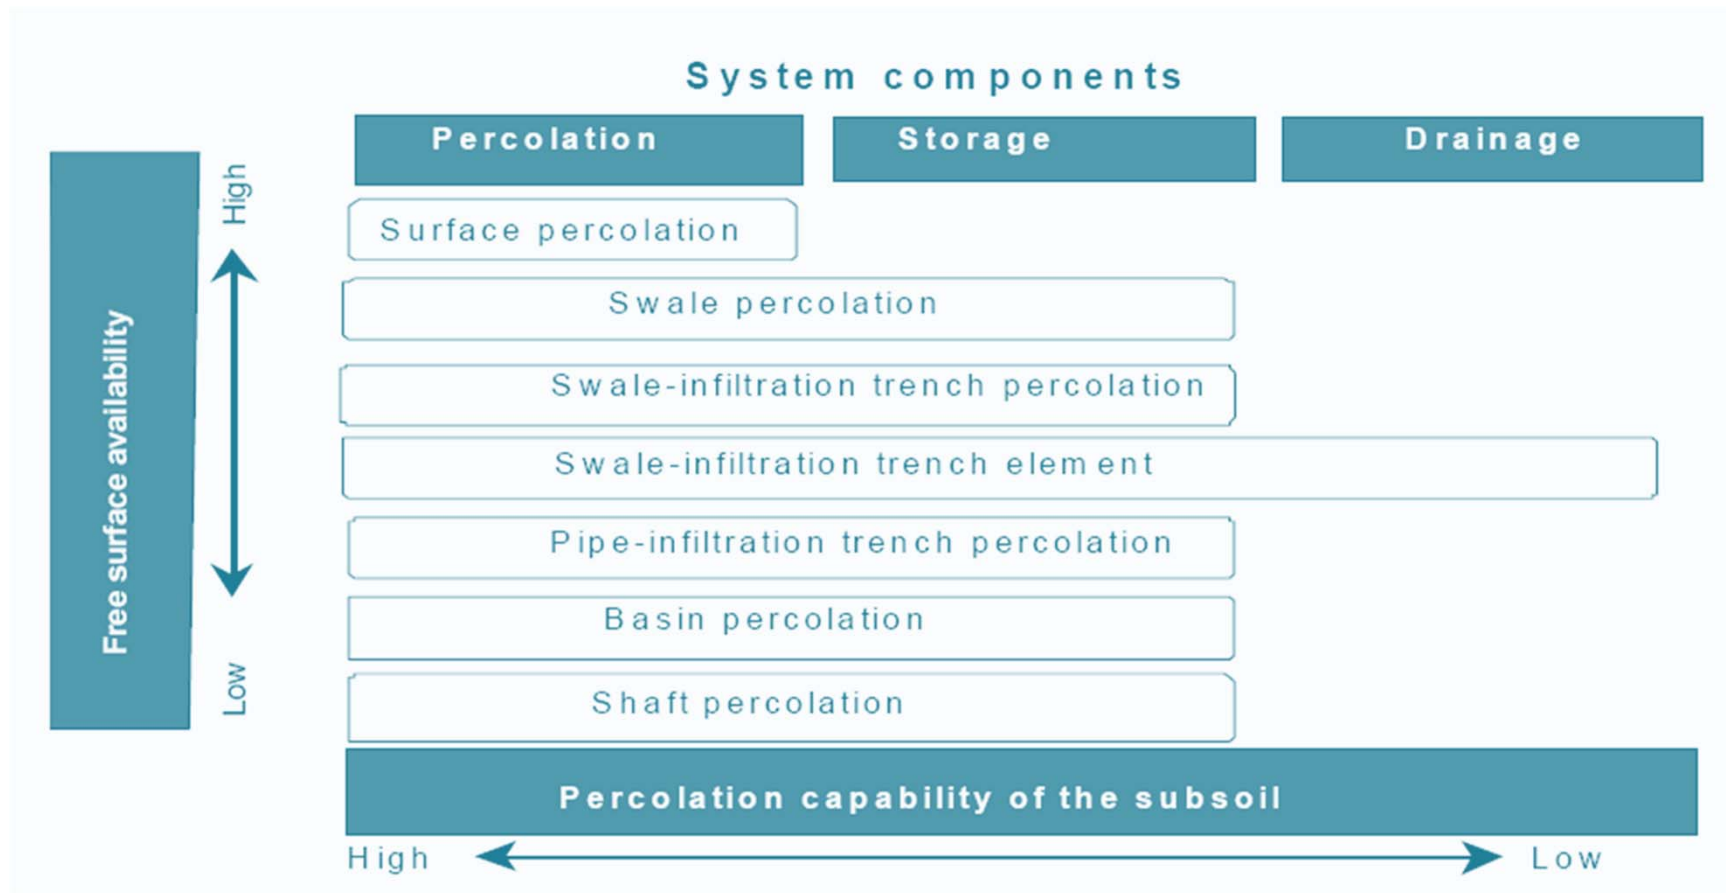 System components
Percolation
Storage
Drainage
Free surface availability
High
Low
Surface percolation
Swale percolation
Swale-infiltration trench percolation
Swale-infiltration trench element
Pipe-infiltration trench percolation
Basin percolation
Shaft percolation
Percolation capability of the subsoil
High
Low